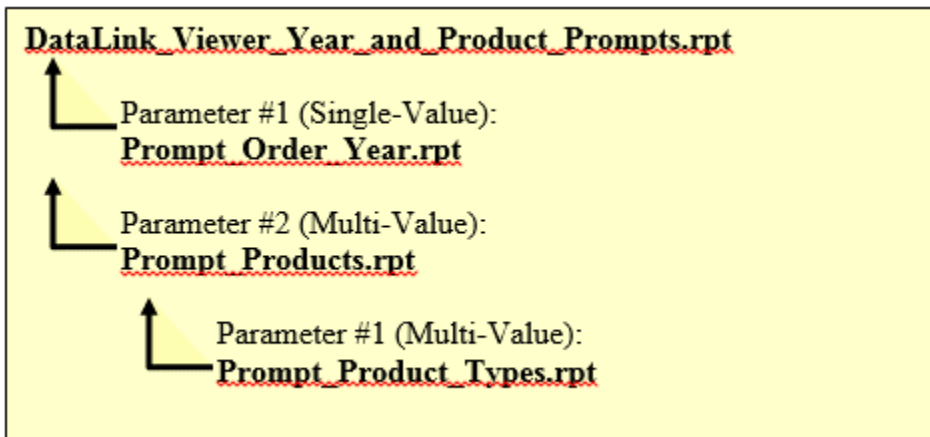 DataLink_Viewer_Year_and_Product_Prompts.rpt
Parameter #1 (Single-Value):
Prompt_Order_Year.rpt
Parameter #2 (Multi-Value):
Prompt_Products.rpt
Parameter #1 (Multi-Value):
Prompt_Product_Types.rpt